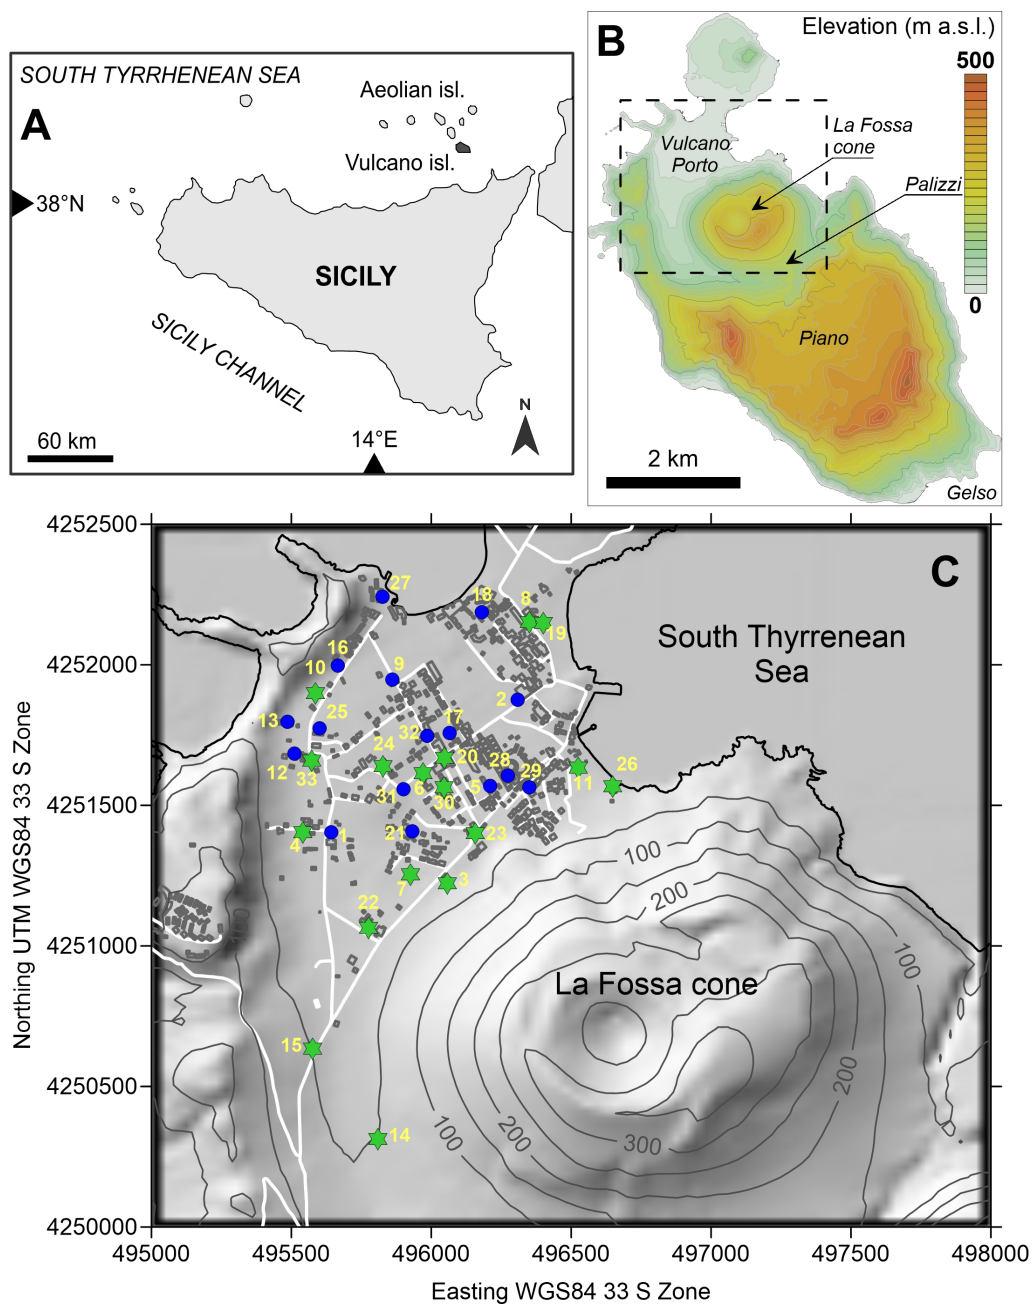 SOUTH TYRRHENEAN SEA
A
Aeolian isl.
Vulcano isl.
38°N
SICILY
SICILY CHANNEL
60 km
14°E
N
B
Elevation (m a.s.l.)
500
0
La Fossa
cone
Vulcano
Porto
Palizzi
Piano
2 km
Gelso
C
4252500
4252000
4251500
4251000
4250500
4250000
Northing UTM WGS84 33 S Zone
27
18
8
19
16
10
9
2
13
25
17
32
24
20
28
26
12
33
29
11
31
6
5
30
4
1
21
23
7
3
22
15
14
South Thyrrenean
Sea
La Fossa cone
100
200
100
100
200
300
200
100
495000
495500
496000
496500
497000
497500
498000
Easting WGS84 33 S Zone